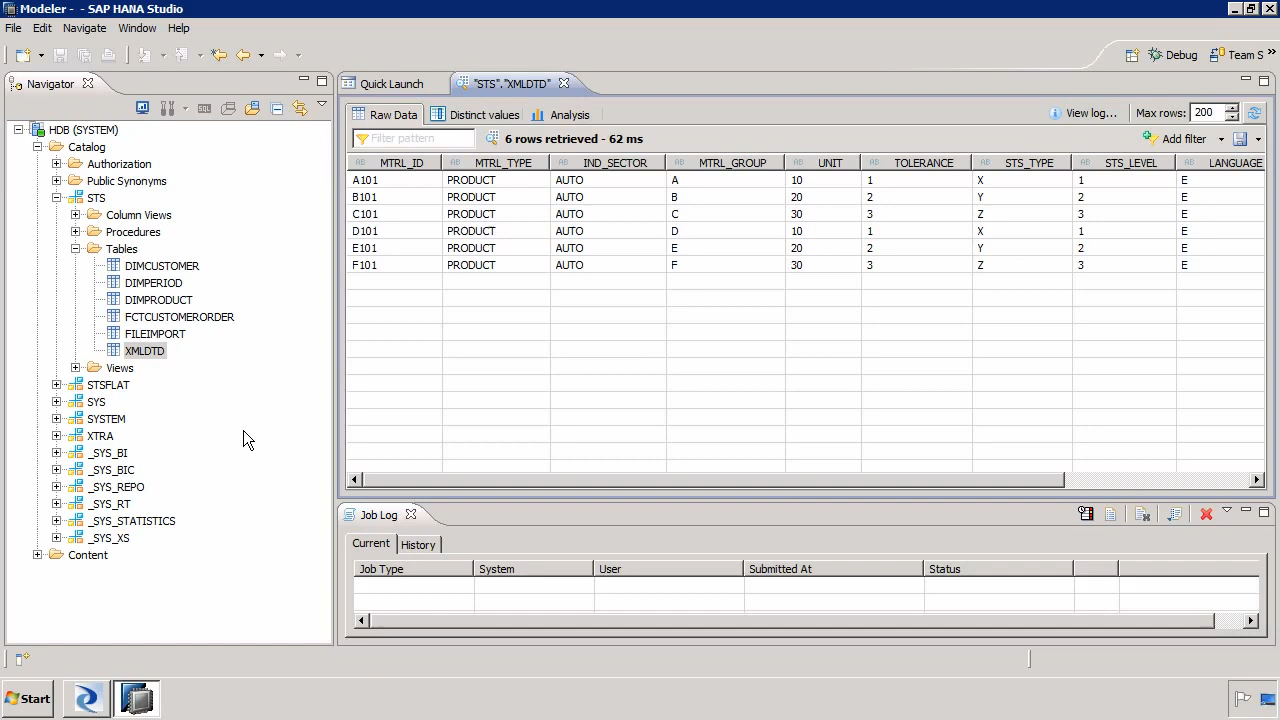 Modeler - - SAP HANA Studio
File Edit Navigate Window Help
Debug Team S
Navigator
HDB (SYSTEM)
Catalog
Authorization
Public Synonyms
STS
Column Views
Procedures
Tables
DIMCUSTOMER
DIMPERIOD
DIMPRODUCT
FCTCUSTOMERORDER
FILEIMPORT
XMLDTD
Views
STSFLAT
SYS
SYSTEM
XTRA
_SYS_BI
_SYS_BIC
_SYS_REPO
_SYS_RT
_SYS_STATISTICS
_SYS_XS
Content
Quick Launch "STS"."XMLDTD"
Raw Data Distinct values Analysis View log... Max rows: 200
Filter pattern 6 rows retrieved - 62 ms Add filter
MTRL_ID MTRL_TYPE IND_SECTOR MTRL_GROUP UNIT TOLERANCE STS_TYPE STS_LEVEL LANGUAGE
A101 PRODUCT AUTO A 10 1 X 1 E
B101 PRODUCT AUTO B 20 2 Y 2 E
C101 PRODUCT AUTO C 30 3 Z 3 E
D101 PRODUCT AUTO D 10 1 X 1 E
E101 PRODUCT AUTO E 20 2 Y 2 E
F101 PRODUCT AUTO F 30 3 Z 3 E
Job Log
Current History
Job Type System User Submitted At Status
Start